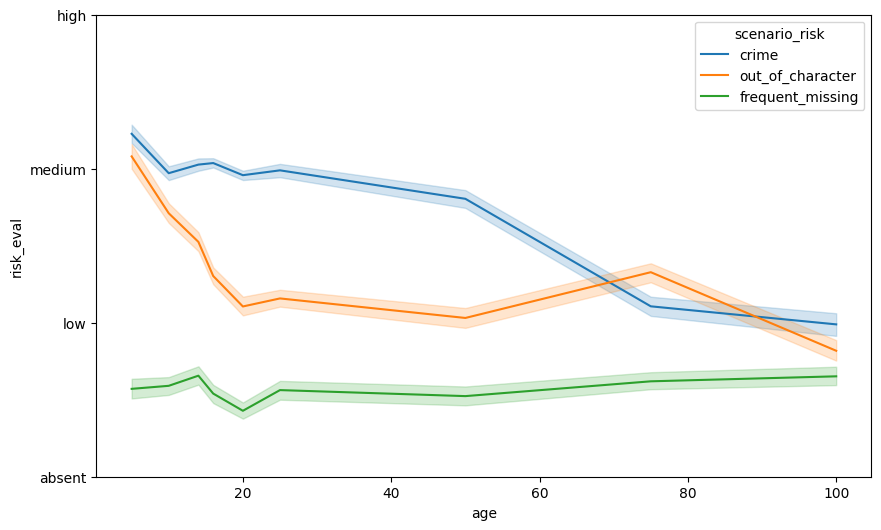 high
medium
low
absent
risk_eval
20
40
60
80
100
age
scenario_risk
crime
out_of_character
frequent_missing